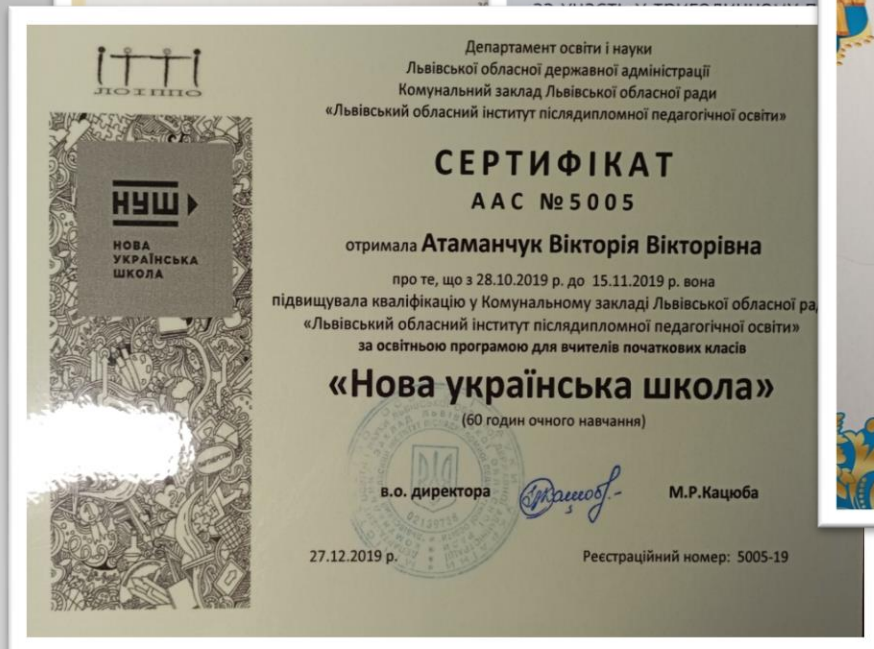 ІТТІ
ЛОІППО
НУШ
НОВА
УКРАЇНСЬКА
ШКОЛА
Департамент освіти і науки
Львівської обласної державної адміністрації
Комунальний заклад Львівської обласної ради
«Львівський обласний інститут післядипломної педагогічної освіти»
СЕРТИФІКАТ
ААС №5005
отримала Атаманчук Вікторія Вікторівна
про те, що з 28.10.2019 р. до 15.11.2019 р. вона
підвищувала кваліфікацію у Комунальному закладі Львівської обласної ра
«Львівський обласний інститут післядипломної педагогічної освіти»
за освітньою програмою для вчителів початкових класів
«Нова українська школа»
(60 годин очного навчання)
в.о. директора
М.Р.Кацюба
02139736
27.12.2019 р.
Реєстраційний номер: 5005-19